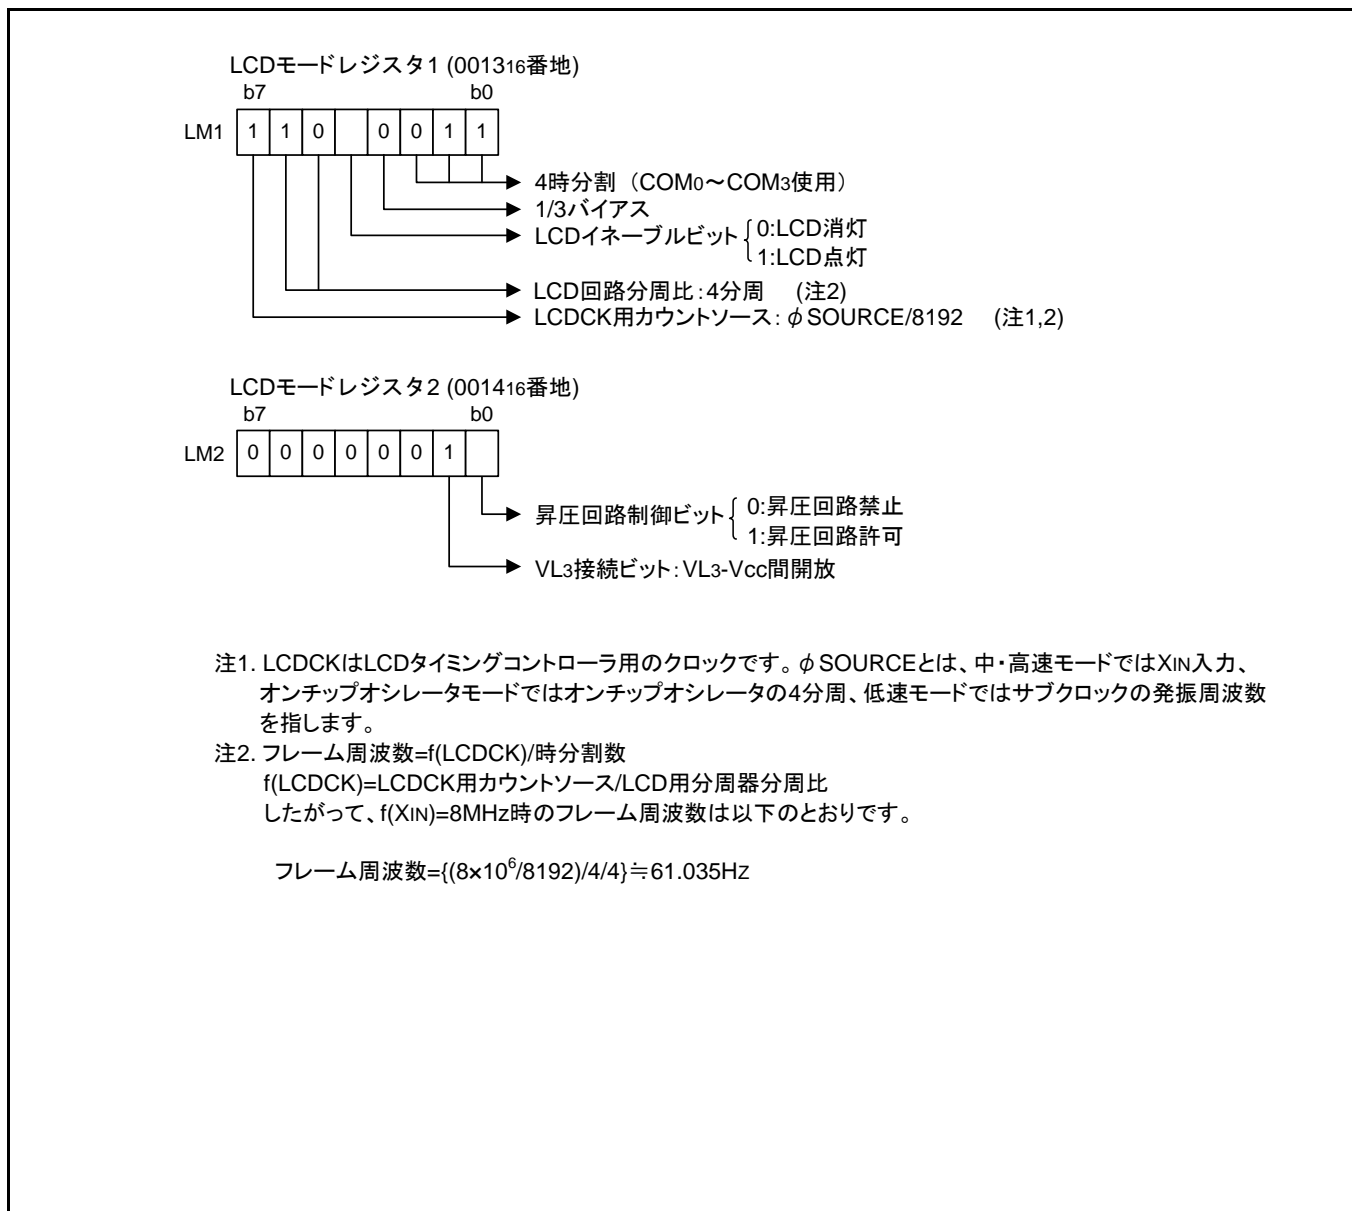 LCDモードレジスタ1 (001316番地)
b7 b0
LM1 1 1 0 0 0 1 1
4時分割（COM0～COM3使用）
1/3バイアス
LCDイネーブルビット 0:LCD消灯
1:LCD点灯
LCD回路分周比：4分周 (注2)
LCDCK用カウントソース：φSOURCE/8192 (注1,2)
LCDモードレジスタ2 (001416番地)
b7 b0
LM2 0 0 0 0 0 0 1
昇圧回路制御ビット 0:昇圧回路禁止
1:昇圧回路許可
VL3接続ビット：VL3-Vcc間開放
注1. LCDCKはLCDタイミングコントローラ用のクロックです。φSOURCEとは、中・高速モードではXIN入力、
オンチップオシレータモードではオンチップオシレータの4分周、低速モードではサブクロックの発振周波数
を指します。
注2. フレーム周波数=f(LCDCK)/時分割数
f(LCDCK)=LCDCK用カウントソース/LCD用分周器分周比
したがって、f(XIN)=8MHz時のフレーム周波数は以下のとおりです。
フレーム周波数={(8×10⁶/8192)/4/4}≒61.035Hz